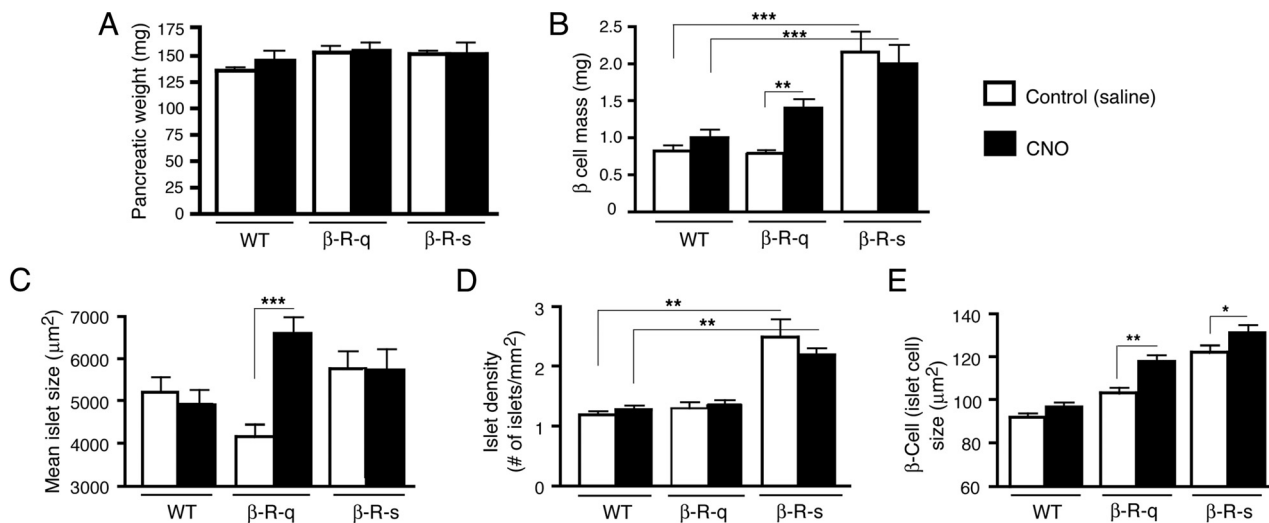 A
Pancreatic weight (mg)
175
150
125
150
75
50
25
0
WT
β-R-q
β-R-s
B
β cell mass (mg)
2.5
2.0
1.5
1.0
0.5
0
***
***
**
WT
β-R-q
β-R-s
Control (saline)
CNO
C
Mean islet size (μm²)
7000
6000
5000
4000
3000
***
WT
β-R-q
β-R-s
D
Islet density
(# of islets/mm²)
3
2
1
0
**
**
WT
β-R-q
β-R-s
E
β-Cell (islet cell)
size (μm²)
140
120
100
80
60
**
*
WT
β-R-q
β-R-s